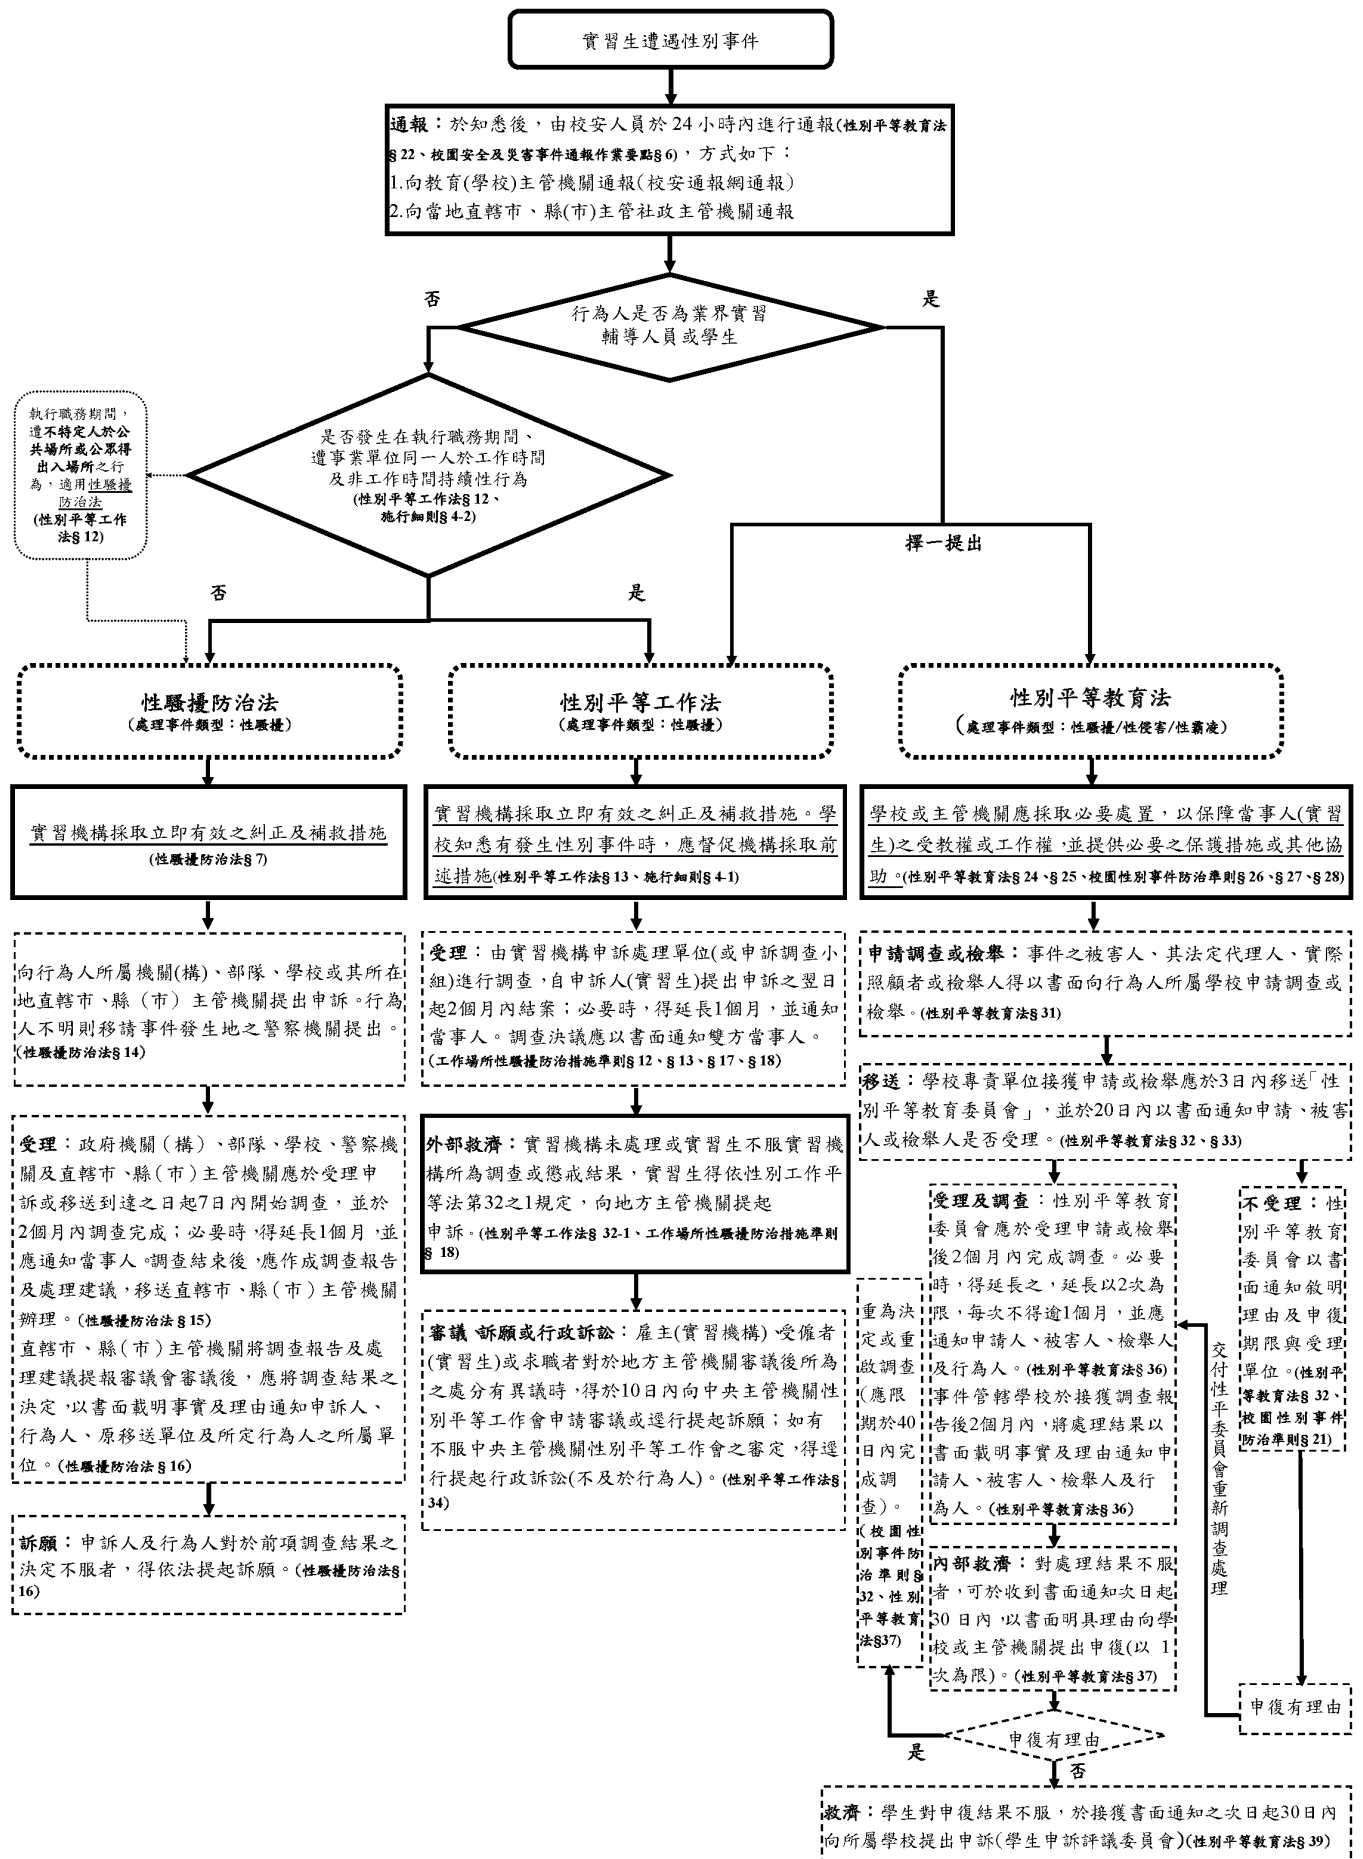 實習生遭遇性別事件
通報：於知悉後，由校安人員於 24 小時內進行通報(性別平等教育法
§ 22、校園安全及災害事件通報作業要點§ 6)，方式如下：
1.向教育(學校)主管機關通報(校安通報網通報)
2.向當地直轄市、縣(市)主管社政主管機關通報
否
是
行為人是否為業界實習
輔導人員或學生
執行職務期間，
遭不特定人於公
共場所或公眾得
出入場所之行
為，適用性騷擾
防治法
(性別平等工作
法§ 12)
是否發生在執行職務期間、
遭事業單位同一人於工作時間
及非工作時間持續性行為
(性別平等工作法§ 12、
施行細則§ 4-2)
擇一提出
否
是
性騷擾防治法
(處理事件類型：性騷擾)
性別平等工作法
(處理事件類型：性騷擾)
性別平等教育法
(處理事件類型：性騷擾/性侵害/性霸凌)
實習機構採取立即有效之糾正及補救措施
(性騷擾防治法§ 7)
實習機構採取立即有效之糾正及補救措施。學
校知悉有發生性別事件時，應督促機構採取前
述措施(性別平等工作法§ 13、施行細則§ 4-1)
學校或主管機關應採取必要處置，以保障當事人(實習
生)之受教權或工作權，並提供必要之保護措施或其他協
助。(性別平等教育法§ 24、§ 25、校園性別事件防治準則§ 26、§ 27、§ 28)
向行為人所屬機關(構)、部隊、學校或其所在
地直轄市、縣（市）主管機關提出申訴。行為
人不明則移請事件發生地之警察機關提出。
(性騷擾防治法§ 14)
受理：由實習機構申訴處理單位(或申訴調查小
組)進行調查，自申訴人(實習生)提出申訴之翌日
起2個月內結案；必要時，得延長1個月，並通知
當事人。調查決議應以書面通知雙方當事人。
(工作場所性騷擾防治措施準則§ 12、§ 13、§ 17、§ 18)
申請調查或檢舉：事件之被害人、其法定代理人、實際
照顧者或檢舉人得以書面向行為人所屬學校申請調查或
檢舉。(性別平等教育法§ 31)
移送：學校專責單位接獲申請或檢舉應於3日內移送「性
別平等教育委員會」，並於20日內以書面通知申請、被害
人或檢舉人是否受理。(性別平等教育法§ 32、§ 33)
受理：政府機關（構）、部隊、學校、警察機
關及直轄市、縣（市）主管機關應於受理申
訴或移送到達之日起7日內開始調查，並於
2個月內調查完成；必要時，得延長1個月，並
應通知當事人。調查結束後，應作成調查報告
及處理建議，移送直轄市、縣（市）主管機關
辦理。(性騷擾防治法 § 15)
直轄市、縣（市）主管機關將調查報告及處
理建議提報審議會審議後，應將調查結果之
決定，以書面載明事實及理由通知申訴人、
行為人、原移送單位及所定行為人之所屬單
位。(性騷擾防治法 § 16)
外部救濟：實習機構未處理或實習生不服實習機
構所為調查或懲戒結果，實習生得依性別工作平
等法第32之1規定，向地方主管機關提起
申訴。(性別平等工作法§ 32-1、工作場所性騷擾防治措施準則
§ 18)
審議、訴願或行政訴訟：雇主(實習機構)、受僱者
(實習生)或求職者對於地方主管機關審議後所為
之處分有異議時，得於10日內向中央主管機關性
別平等工作會申請審議或逕行提起訴願；如有
不服中央主管機關性別平等工作會之審定，得逕
行提起行政訴訟(不及於行為人)。(性別平等工作法§
34)
訴願：申訴人及行為人對於前項調查結果之
決定不服者，得依法提起訴願。(性騷擾防治法§
16)
重為決
定或重
啟調查
(應限
期於40
日內完
成調
查)。
(校園性
別事件防
治準則§
32、性別
平等教育
法§37)
受理及調查：性別平等教育
委員會應於受理申請或檢舉
後2個月內完成調查。必要
時，得延長之，延長以2次為
限，每次不得逾1個月，並應
通知申請人、被害人、檢舉人
及行為人。(性別平等教育法§ 36)
事件管轄學校於接獲調查報
告後2個月內，將處理結果以
書面載明事實及理由通知申
請人、被害人、檢舉人及行
為人。(性別平等教育法§ 36)
不受理：性
別平等教育
委員會以書
面通知敘明
理由及申復
期限與受理
單位。(性別平
等教育法§ 32、
校園性別事件
防治準則§ 21)
交付性平委員會重新調查處理
內部救濟：對處理結果不服
者，可於收到書面通知次日起
30 日內，以書面明具理由向學
校或主管機關提出申復(以 1
次為限)。(性別平等教育法§ 37)
申復有理由
申復有理由
是
否
救濟：學生對申復結果不服，於接獲書面通知之次日起30日內
向所屬學校提出申訴(學生申訴評議委員會)(性別平等教育法§ 39)